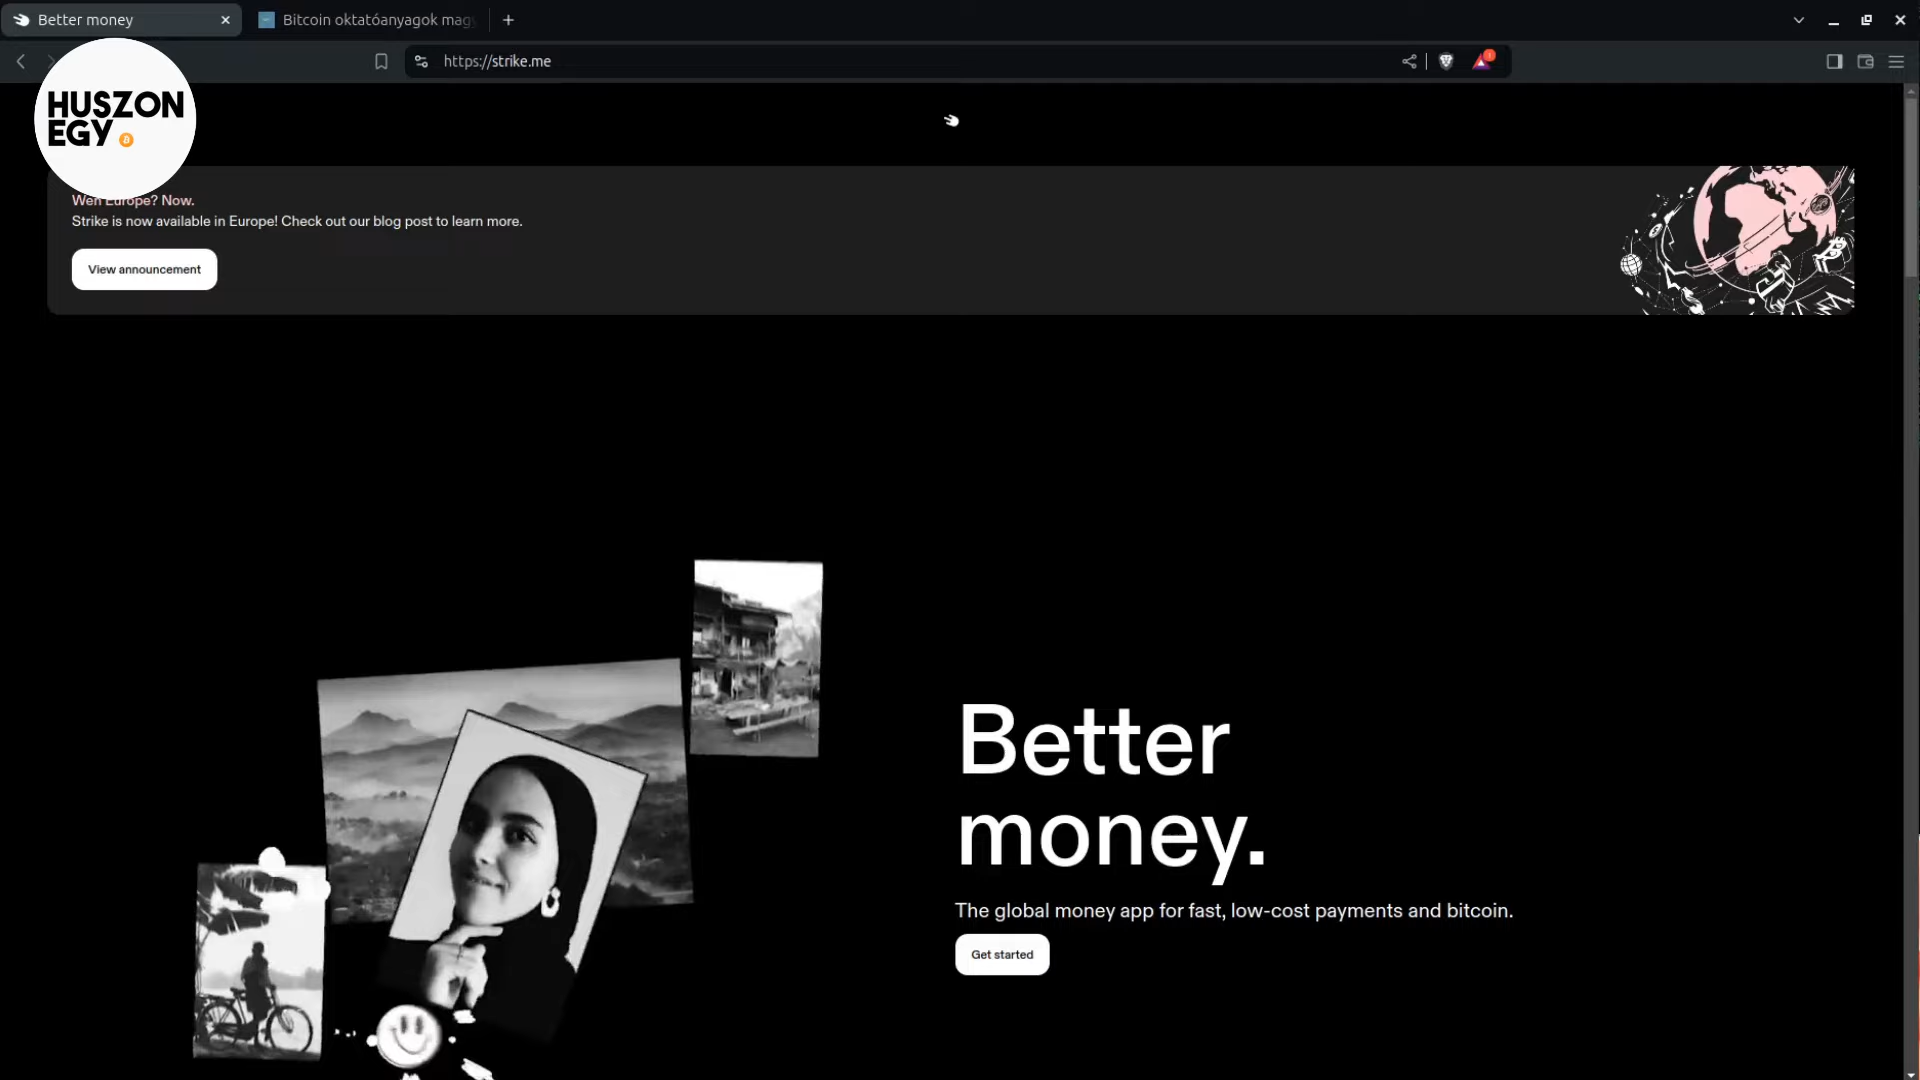 Better money
Bitcoin oktatóanyagok mag
https://strike.me
HUSZON
EGY
Wen Europe? Now.
Strike is now available in Europe! Check out our blog post to learn more.
View announcement
Better
money.
The global money app for fast, low-cost payments and bitcoin.
Get started